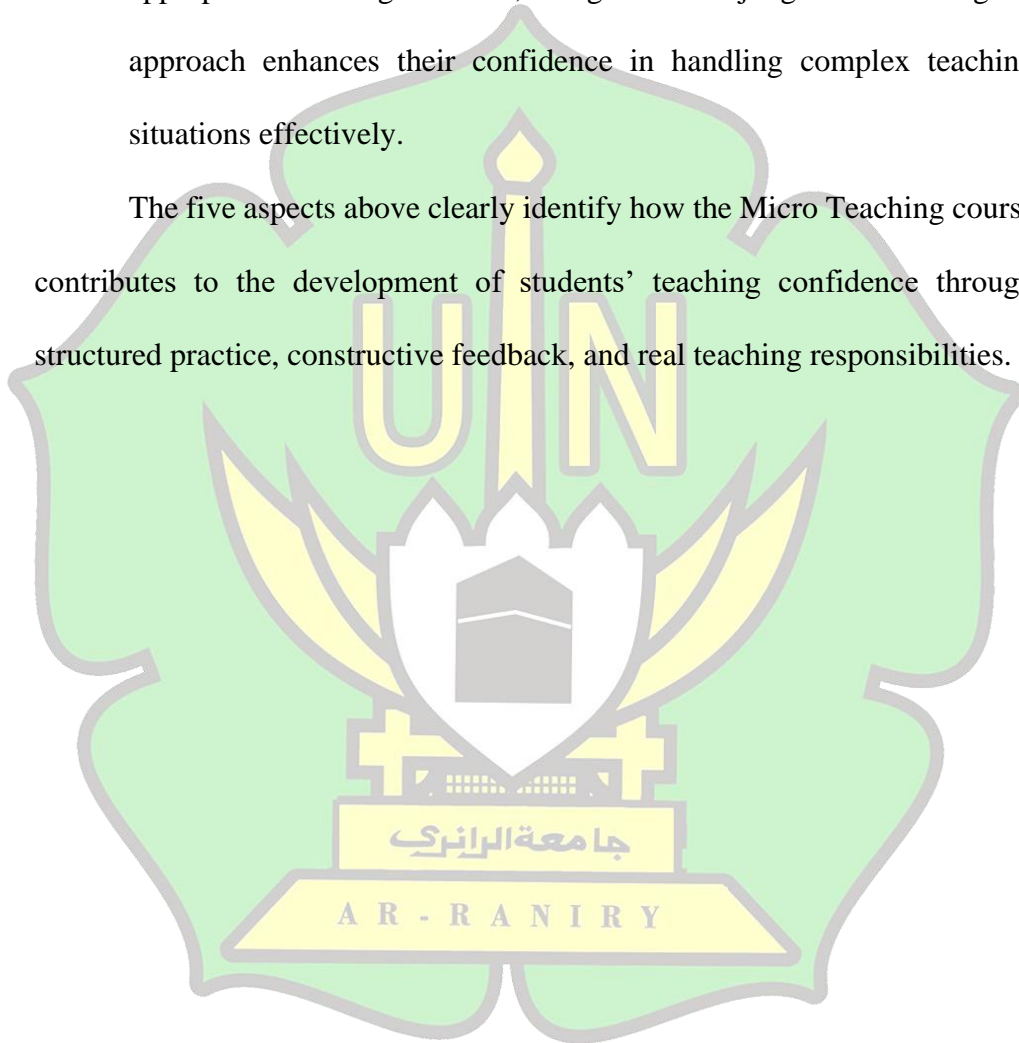 approach enhances their confidence in handling complex teachin
situations effectively.
The five aspects above clearly identify how the Micro Teaching cours
contributes to the development of students’ teaching confidence throug
structured practice, constructive feedback, and real teaching responsibilities.
UIN
جامعة الرانري
AR-RANIRY